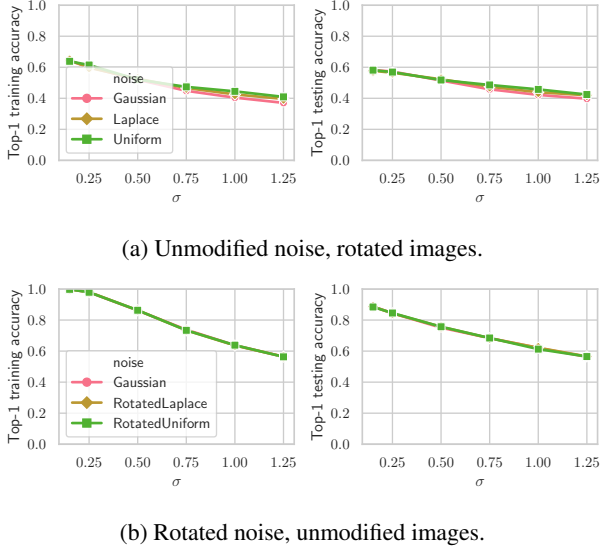 Top-1 training accuracy
1.0
0.8
0.6
0.4
0.2
0.0
noise
Gaussian
Laplace
Uniform
0.25 0.50 0.75 1.00 1.25
σ
Top-1 testing accuracy
1.0
0.8
0.6
0.4
0.2
0.0
0.25 0.50 0.75 1.00 1.25
σ
(a) Unmodified noise, rotated images.
Top-1 training accuracy
1.0
0.8
0.6
0.4
0.2
0.0
noise
Gaussian
RotatedLaplace
RotatedUniform
0.25 0.50 0.75 1.00 1.25
σ
Top-1 testing accuracy
1.0
0.8
0.6
0.4
0.2
0.0
0.25 0.50 0.75 1.00 1.25
σ
(b) Rotated noise, unmodified images.